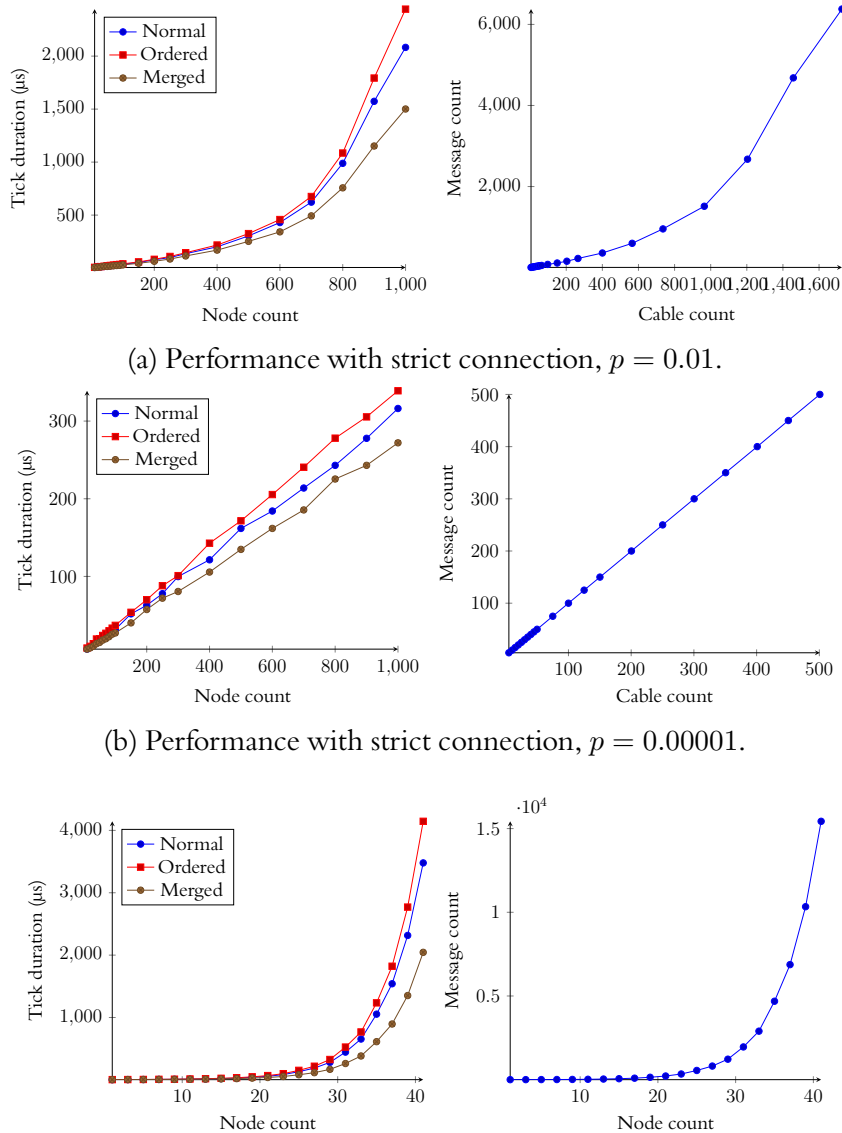 2,000
1,500
1,000
500
Tick duration (µs)
Normal
Ordered
Merged
200 400 600 800 1,000
Node count
6,000
4,000
2,000
Message count
200 400 600 800 1,000 1,200 1,400 1,600
Cable count
(a) Performance with strict connection, p = 0.01.
300
200
100
Tick duration (µs)
Normal
Ordered
Merged
200 400 600 800 1,000
Node count
500
400
300
200
100
Message count
100 200 300 400 500
Cable count
(b) Performance with strict connection, p = 0.00001.
4,000
3,000
2,000
1,000
Tick duration (µs)
Normal
Ordered
Merged
10 20 30 40
Node count
·10⁴
1.5
1
0.5
Message count
10 20 30 40
Node count